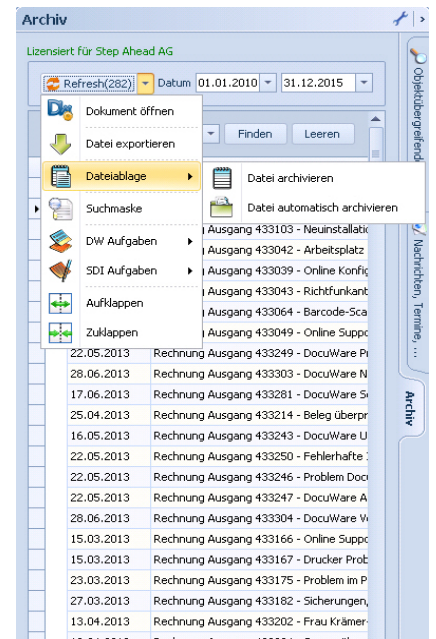 Archiv
Lizensiert für Step Ahead AG
Refresh(282) Datum 01.01.2010 31.12.2015
Dokument öffnen
Datei exportieren
Finden Leeren
Dateiablage
Datei archivieren
Datei automatisch archivieren
Suchmaske
DW Aufgaben
SDI Aufgaben
Aufklappen
Zuklappen
Ausgang 433103 - Neuinstallatio
Ausgang 433042 - Arbeitsplatz
Ausgang 433039 - Online Konfig
Ausgang 433043 - Richtfunkant
Ausgang 433064 - Barcode-Sca
Ausgang 433049 - Online Suppo
22.05.2013 Rechnung Ausgang 433249 - DocuWare Pr
28.06.2013 Rechnung Ausgang 433303 - DocuWare N
17.06.2013 Rechnung Ausgang 433281 - DocuWare Se
25.04.2013 Rechnung Ausgang 433214 - Beleg überpr
16.05.2013 Rechnung Ausgang 433243 - DocuWare U
22.05.2013 Rechnung Ausgang 433250 - Fehlerhafte
22.05.2013 Rechnung Ausgang 433246 - Problem Docu
22.05.2013 Rechnung Ausgang 433247 - DocuWare A
28.06.2013 Rechnung Ausgang 433304 - DocuWare Ve
15.03.2013 Rechnung Ausgang 433166 - Online Suppo
15.03.2013 Rechnung Ausgang 433167 - Drucker Prob
23.03.2013 Rechnung Ausgang 433175 - Problem im P
27.03.2013 Rechnung Ausgang 433182 - Sicherungen,
13.04.2013 Rechnung Ausgang 433202 - Frau Krämer-
Objektübergreifend
Nachrichten, Termine, ...
Archiv